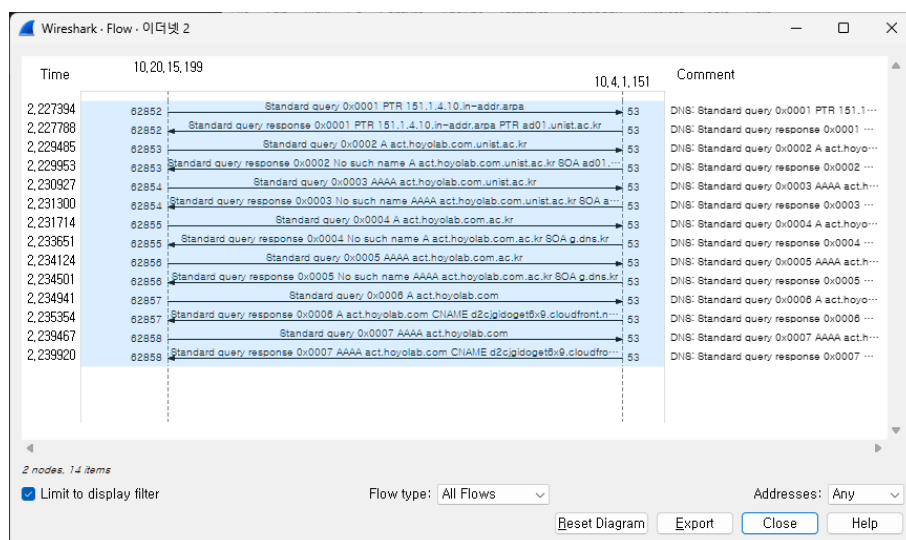 Wireshark · Flow · 이더넷 2
Time 10,20,15,199 10,4,1,151 Comment
2,227394 62852 Standard query 0x0001 PTR 151.1.4.10.in-addr.arpa 53 DNS: Standard query 0x0001 PTR 151.1···
2,227788 62852 Standard query response 0x0001 PTR 151.1.4.10.in-addr.arpa PTR ad01.unist.ac.kr 53 DNS: Standard query response 0x0001 ···
2,229485 62853 Standard query 0x0002 A act.hoyolab.com.unist.ac.kr 53 DNS: Standard query 0x0002 A act.hoyo···
2,229953 62853 Standard query response 0x0002 No such name A act.hoyolab.com.unist.ac.kr SOA ad01.··· 53 DNS: Standard query response 0x0002 ···
2,230927 62854 Standard query 0x0003 AAAA act.hoyolab.com.unist.ac.kr 53 DNS: Standard query 0x0003 AAAA act.h···
2,231300 62854 Standard query response 0x0003 No such name AAAA act.hoyolab.com.unist.ac.kr SOA a··· 53 DNS: Standard query response 0x0003 ···
2,231714 62855 Standard query 0x0004 A act.hoyolab.com.ac.kr 53 DNS: Standard query 0x0004 A act.hoyo···
2,233651 62855 Standard query response 0x0004 No such name A act.hoyolab.com.ac.kr SOA g.dns.kr 53 DNS: Standard query response 0x0004 ···
2,234124 62856 Standard query 0x0005 AAAA act.hoyolab.com.ac.kr 53 DNS: Standard query 0x0005 AAAA act.h···
2,234501 62856 Standard query response 0x0005 No such name AAAA act.hoyolab.com.ac.kr SOA g.dns.kr 53 DNS: Standard query response 0x0005 ···
2,234941 62857 Standard query 0x0006 A act.hoyolab.com 53 DNS: Standard query 0x0006 A act.hoyo···
2,235354 62857 Standard query response 0x0006 A act.hoyolab.com CNAME d2cjgidoget6x9.cloudfront.n··· 53 DNS: Standard query response 0x0006 ···
2,239467 62858 Standard query 0x0007 AAAA act.hoyolab.com 53 DNS: Standard query 0x0007 AAAA act.h···
2,239920 62858 Standard query response 0x0007 AAAA act.hoyolab.com CNAME d2cjgidoget6x9.cloudfro··· 53 DNS: Standard query response 0x0007 ···
2 nodes, 14 items
Limit to display filter Flow type: All Flows Addresses: Any
Reset Diagram Export Close Help